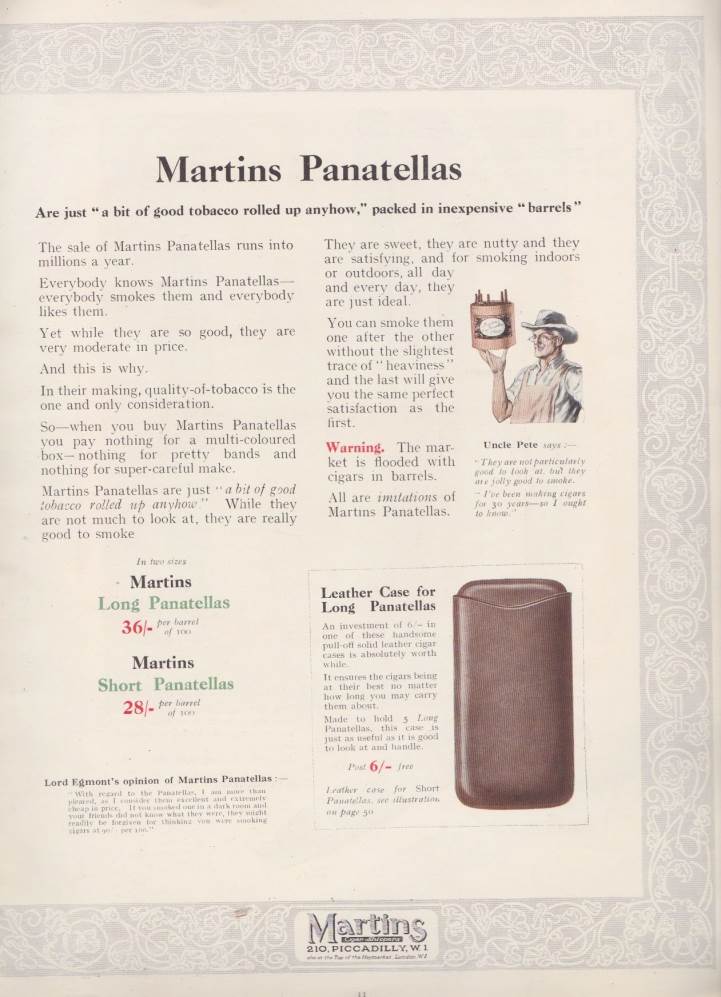 Martins Panatellas
Are just "a bit of good tobacco rolled up anyhow," packed in inexpensive "barrels"
The sale of Martins Panatellas runs into
millions a year.
Everybody knows Martins Panatellas—
everybody smokes them and everybody
likes them.
Yet while they are so good, they are
very moderate in price.
And this is why.
In their making, quality-of-tobacco is the
one and only consideration.
So—when you buy Martins Panatellas
you pay nothing for a multi-coloured
box—nothing for pretty bands and
nothing for super-careful make.
Martins Panatellas are just "a bit of good
tobacco rolled up anyhow." While they
are not much to look at, they are really
good to smoke
They are sweet, they are nutty and they
are satisfying, and for smoking indoors
or outdoors, all day
and every day, they
are just ideal.
You can smoke them
one after the other
without the slightest
trace of "heaviness"
and the last will give
you the same perfect
satisfaction as the
first.
Warning. The mar-
ket is flooded with
cigars in barrels.
All are imitations of
Martins Panatellas.
Uncle Pete says :—
"They are not particularly
good to look at, but they
are jolly good to smoke.
"I've been making cigars
for 30 years—so I ought
to know."
In two sizes
Martins
Long Panatellas
36/- per barrel
of 100
Martins
Short Panatellas
28/- per barrel
of 100
Lord Egmont's opinion of Martins Panatellas :—
"With regard to the Panatellas, I am more than
pleased, as I consider them excellent and extremely
cheap in price. If you smoked one in a dark room and
your friends did not know what they were, they might
readily be forgiven for thinking you were smoking
cigars at 90/- per 100."
Leather Case for
Long Panatellas
An investment of 6/- in
one of these handsome
pull-off solid leather cigar
cases is absolutely worth
while.
It ensures the cigars being
at their best no matter
how long you may carry
them about.
Made to hold 5 Long
Panatellas, this case is
just as useful as it is good
to look at and handle.
Post 6/- free
Leather case for Short
Panatellas, see illustration
on page 50
Martins
Cigar Shippers
210, PICCADILLY, W 1
also at the Top of the Haymarket, London, W1